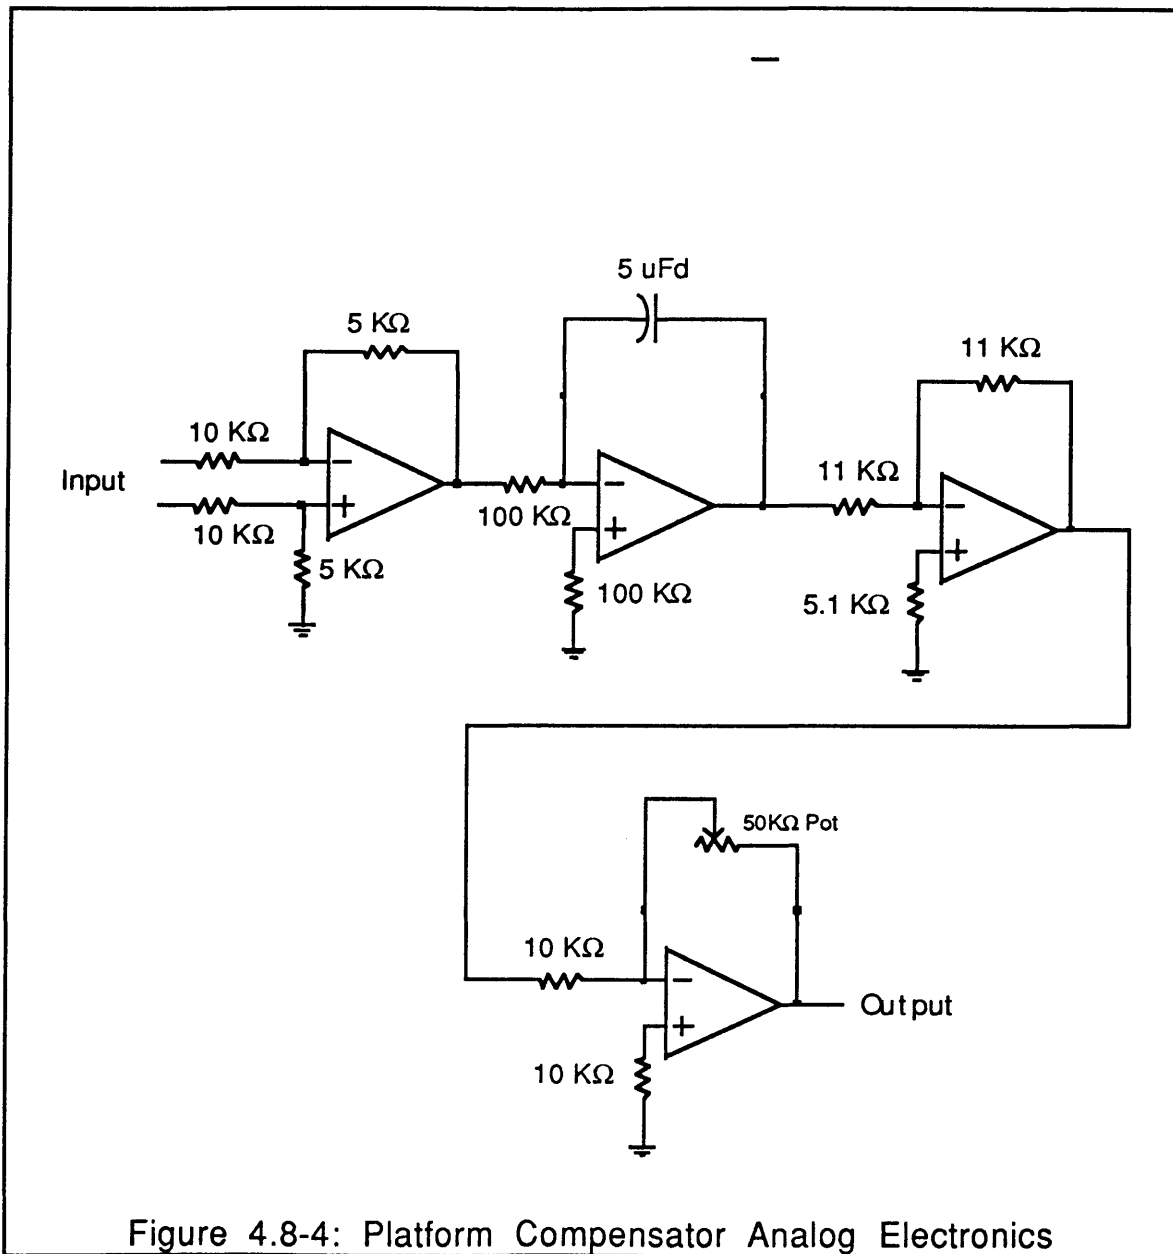 5 uFd
5 KΩ
11 KΩ
10 KΩ
Input
10 KΩ
5 KΩ
100 KΩ
100 KΩ
11 KΩ
5.1 KΩ
50KΩ Pot
10 KΩ
10 KΩ
Output
Figure 4.8-4: Platform Compensator Analog Electronics